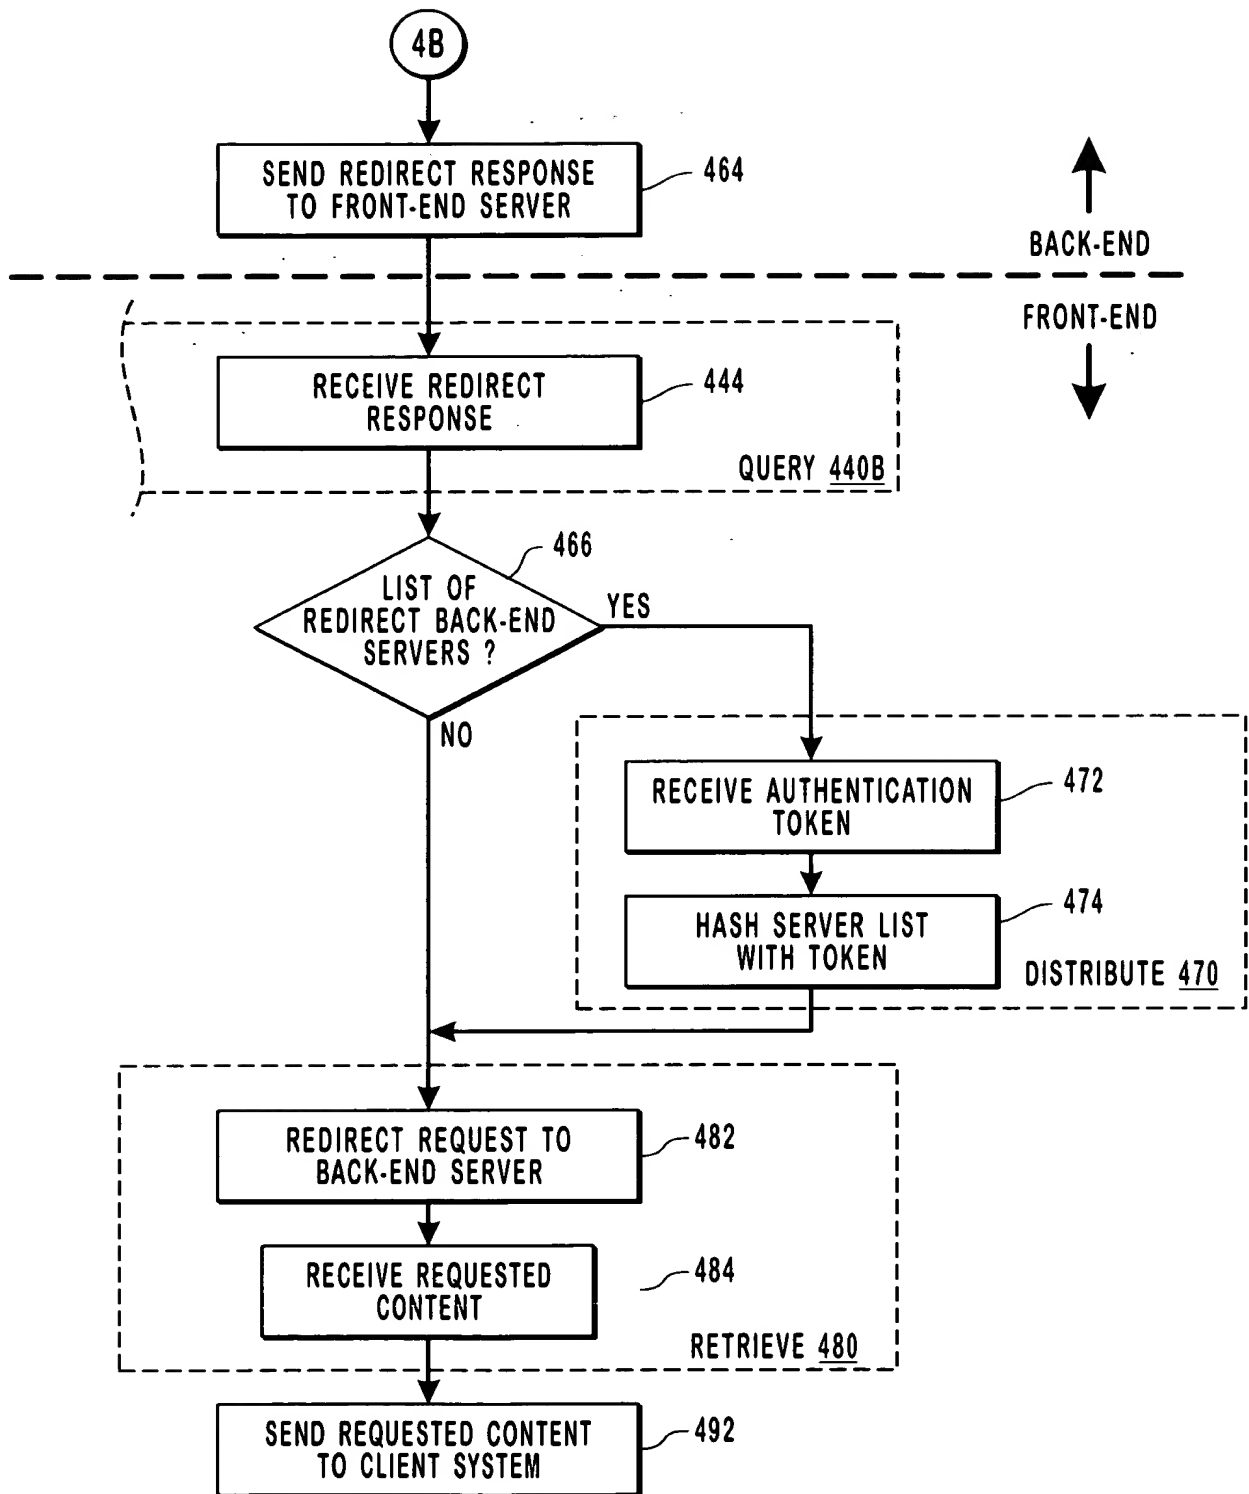 4B
SEND REDIRECT RESPONSE
TO FRONT-END SERVER
464
BACK-END
FRONT-END
RECEIVE REDIRECT
RESPONSE
444
QUERY 440B
466
LIST OF
REDIRECT BACK-END
SERVERS ?
YES
NO
RECEIVE AUTHENTICATION
TOKEN
472
HASH SERVER LIST
WITH TOKEN
474
DISTRIBUTE 470
REDIRECT REQUEST TO
BACK-END SERVER
482
RECEIVE REQUESTED
CONTENT
484
RETRIEVE 480
SEND REQUESTED CONTENT
TO CLIENT SYSTEM
492